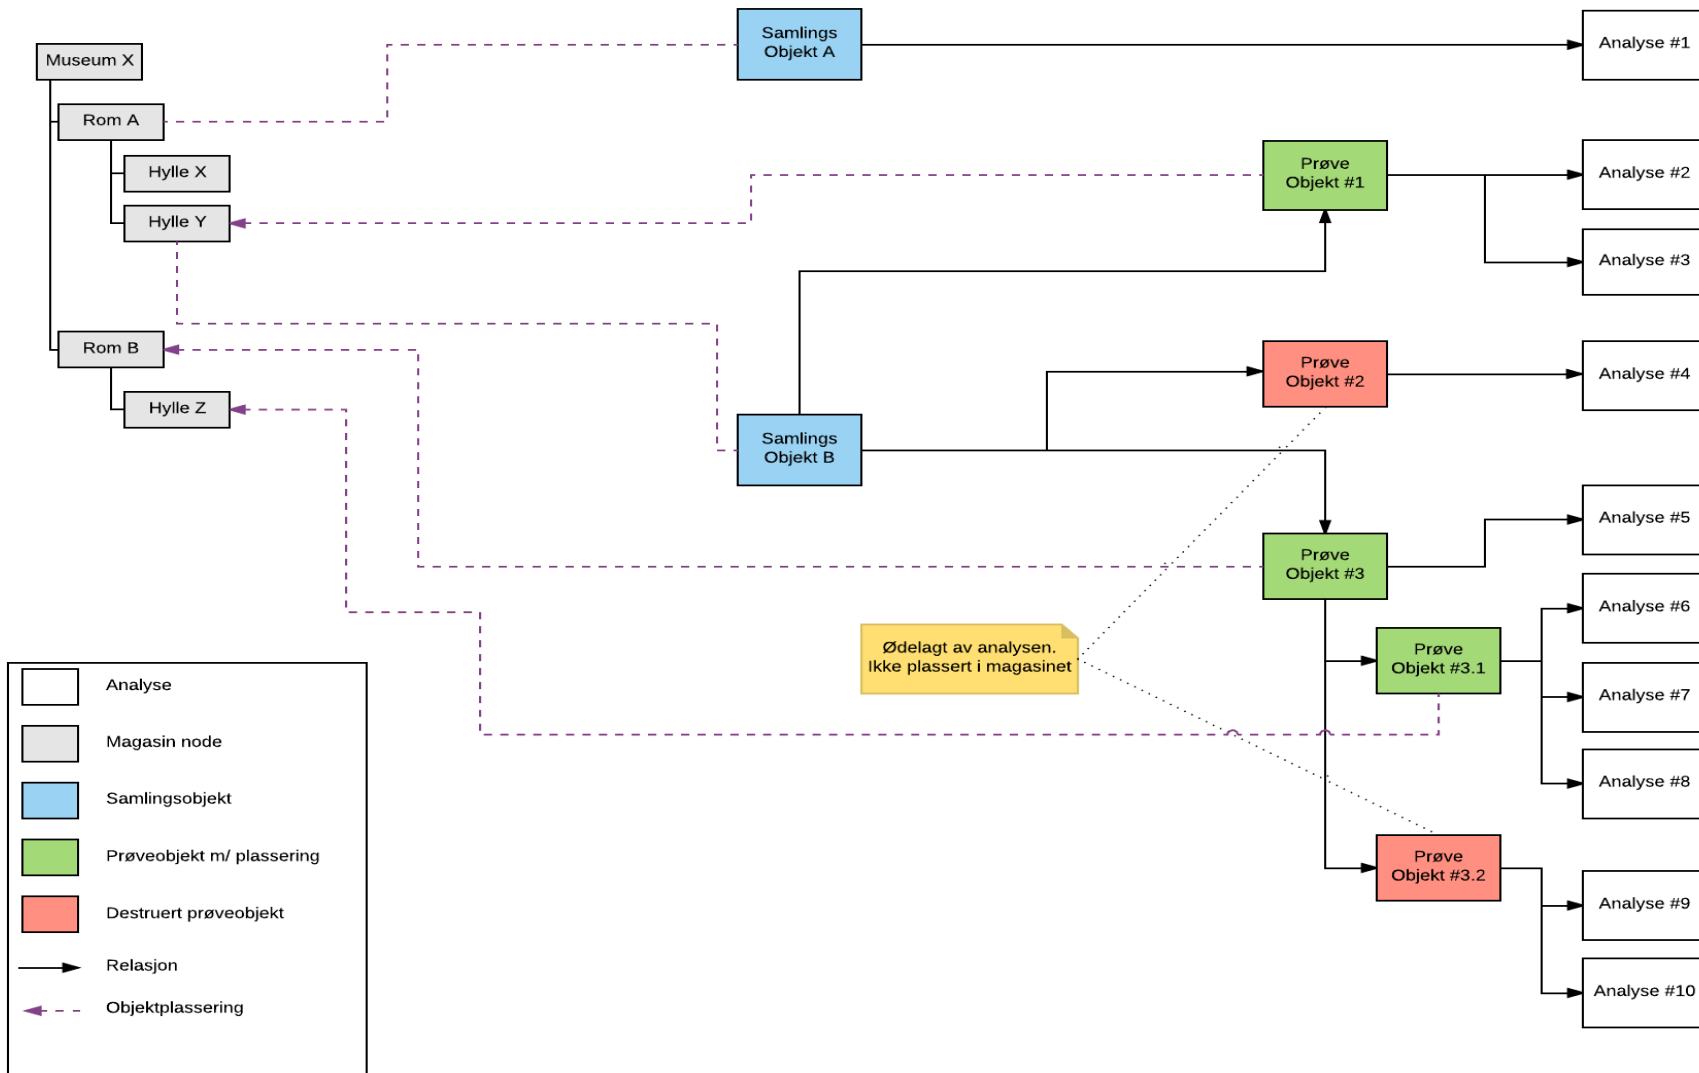 Museum X
Rom A
Hylle X
Hylle Y
Rom B
Hylle Z
Samlings
Objekt A
Samlings
Objekt B
Prøve
Objekt #1
Prøve
Objekt #2
Prøve
Objekt #3
Prøve
Objekt #3.1
Prøve
Objekt #3.2
Ødelagt av analysen.
Ikke plassert i magasinet
Analyse #1
Analyse #2
Analyse #3
Analyse #4
Analyse #5
Analyse #6
Analyse #7
Analyse #8
Analyse #9
Analyse #10
Analyse
Magasin node
Samlingsobjekt
Prøveobjekt m/ plassering
Destruert prøveobjekt
Relasjon
Objektplassering